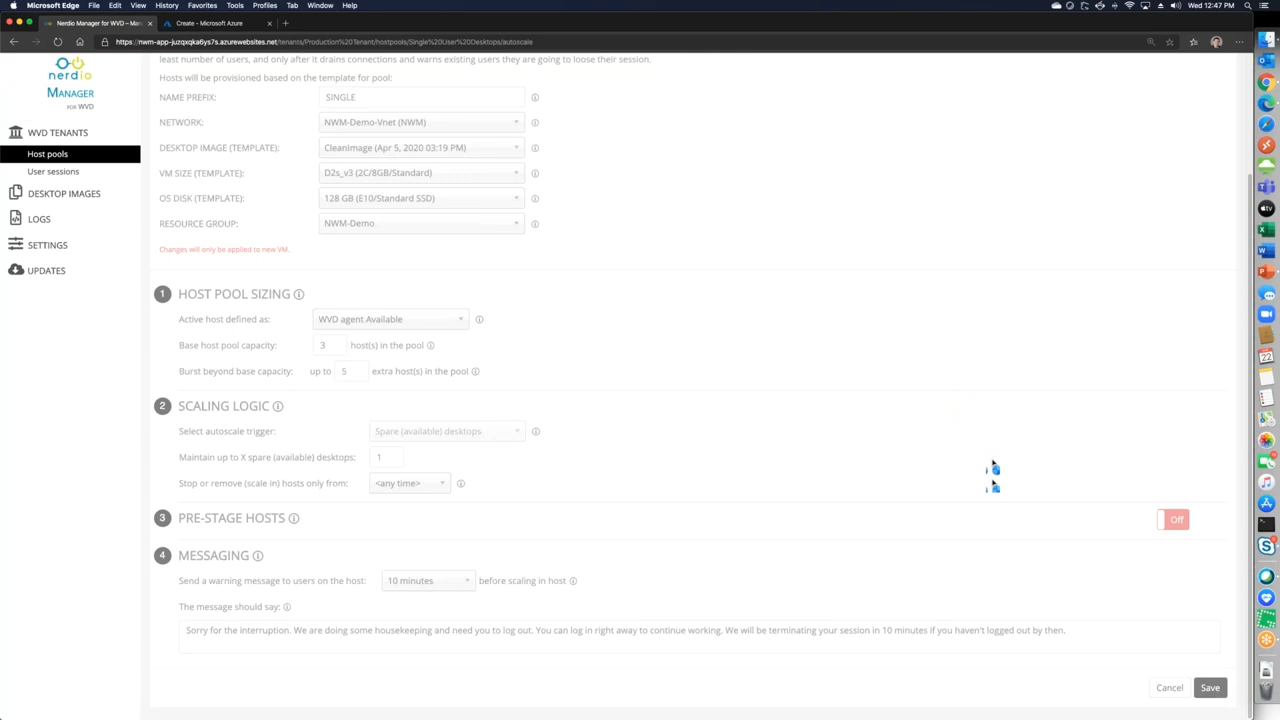 Microsoft Edge File Edit View History Favorites Tools Profiles Tab Window Help
Wed 12:47 PM
Nerdio Manager for WVD – Man
Create - Microsoft Azure
https://nwm-app-juzqxqka6ys7s.azurewebsites.net/tenants/Production%20Tenant/hostpools/Single%20User%20Desktops/autoscale
nerdio
MANAGER
FOR WVD
WVD TENANTS
Host pools
User sessions
DESKTOP IMAGES
LOGS
SETTINGS
UPDATES
least number of users, and only after it drains connections and warns existing users they are going to loose their session.
Hosts will be provisioned based on the template for pool:
NAME PREFIX: SINGLE
NETWORK: NWM-Demo-Vnet (NWM)
DESKTOP IMAGE (TEMPLATE): Cleanimage (Apr 5, 2020 03:19 PM)
VM SIZE (TEMPLATE): D2s_v3 (2C/8GB/Standard)
OS DISK (TEMPLATE): 128 GB (E10/Standard SSD)
RESOURCE GROUP: NWM-Demo
Changes will only be applied to new VM.
1 HOST POOL SIZING
Active host defined as: WVD agent Available
Base host pool capacity: 3 host(s) in the pool
Burst beyond base capacity: up to 5 extra host(s) in the pool
2 SCALING LOGIC
Select autoscale trigger: Spare (available) desktops
Maintain up to X spare (available) desktops: 1
Stop or remove (scale in) hosts only from: <any time>
3 PRE-STAGE HOSTS
Off
4 MESSAGING
Send a warning message to users on the host: 10 minutes before scaling in host
The message should say:
Sorry for the interruption. We are doing some housekeeping and need you to log out. You can log in right away to continue working. We will be terminating your session in 10 minutes if you haven't logged out by then.
Cancel Save